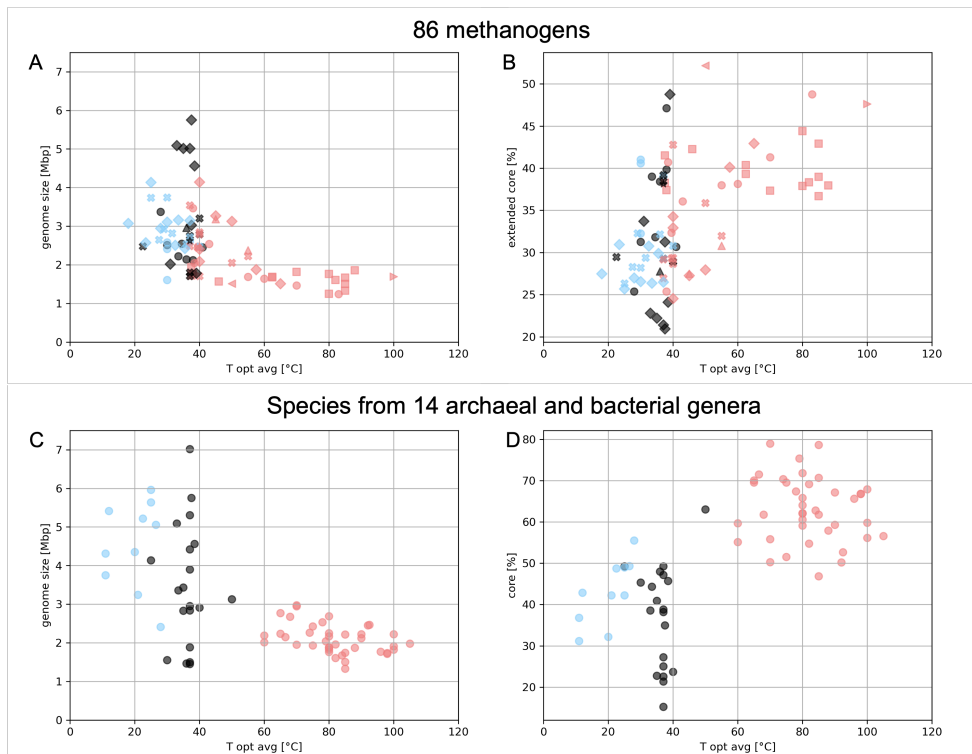 86 methanogens
A
7
6
5
4
3
2
1
0
genome size [Mbp]
0 20 40 60 80 100 120
T opt avg [°C]
B
50
45
40
35
30
25
20
extended core [%]
0 20 40 60 80 100 120
T opt avg [°C]
Species from 14 archaeal and bacterial genera
C
7
6
5
4
3
2
1
0
genome size [Mbp]
0 20 40 60 80 100 120
T opt avg [°C]
D
80
70
60
50
40
30
20
core [%]
0 20 40 60 80 100 120
T opt avg [°C]